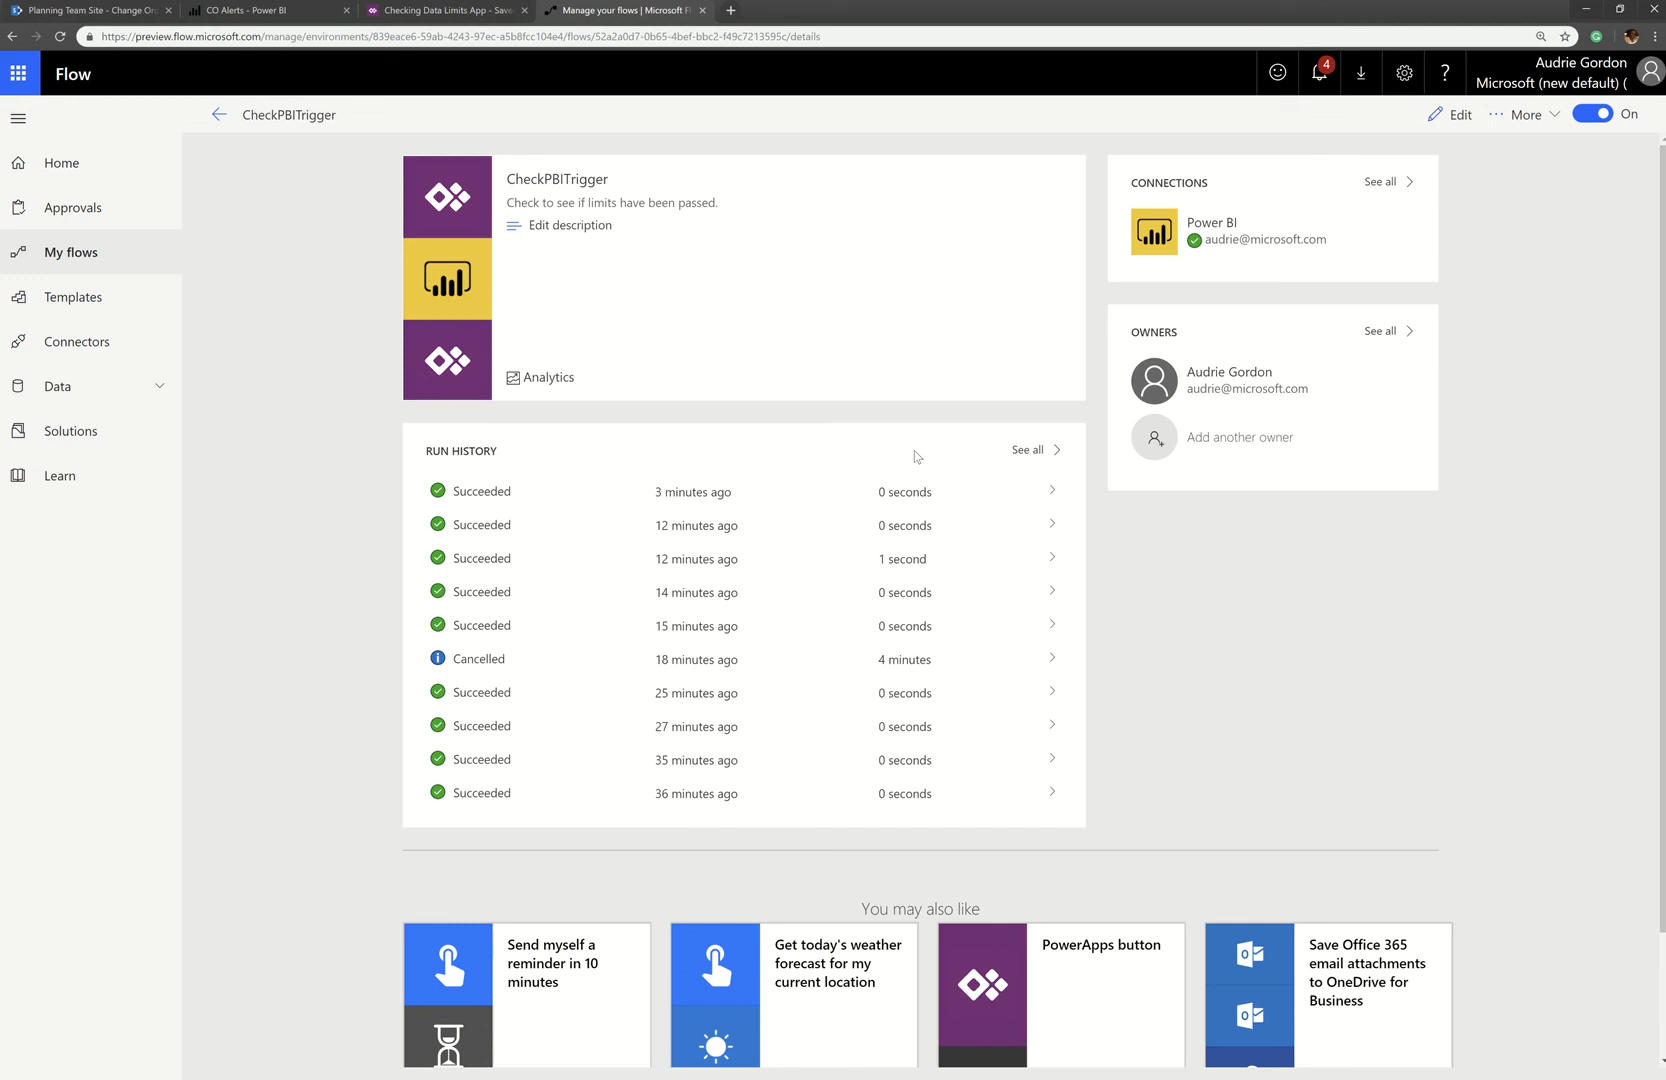 Planning Team Site - Change Or
CO Alerts - Power BI
Checking Data Limits App - Save
Manage your flows | Microsoft Fl
https://preview.flow.microsoft.com/manage/environments/839eace6-59ab-4243-97ec-a5b8fcc104e4/flows/52a2a0d7-0b65-4bef-bbc2-f49c7213595c/details
Flow
4
?
Audrie Gordon
Microsoft (new default) (
CheckPBITrigger
Edit
More
On
Home
Approvals
My flows
Templates
Connectors
Data
Solutions
Learn
CheckPBITrigger
Check to see if limits have been passed.
Edit description
Analytics
CONNECTIONS
See all
Power BI
audrie@microsoft.com
OWNERS
See all
Audrie Gordon
audrie@microsoft.com
Add another owner
RUN HISTORY
See all
Succeeded 3 minutes ago 0 seconds
Succeeded 12 minutes ago 0 seconds
Succeeded 12 minutes ago 1 second
Succeeded 14 minutes ago 0 seconds
Succeeded 15 minutes ago 0 seconds
Cancelled 18 minutes ago 4 minutes
Succeeded 25 minutes ago 0 seconds
Succeeded 27 minutes ago 0 seconds
Succeeded 35 minutes ago 0 seconds
Succeeded 36 minutes ago 0 seconds
You may also like
Send myself a
reminder in 10
minutes
Get today's weather
forecast for my
current location
PowerApps button
Save Office 365
email attachments
to OneDrive for
Business